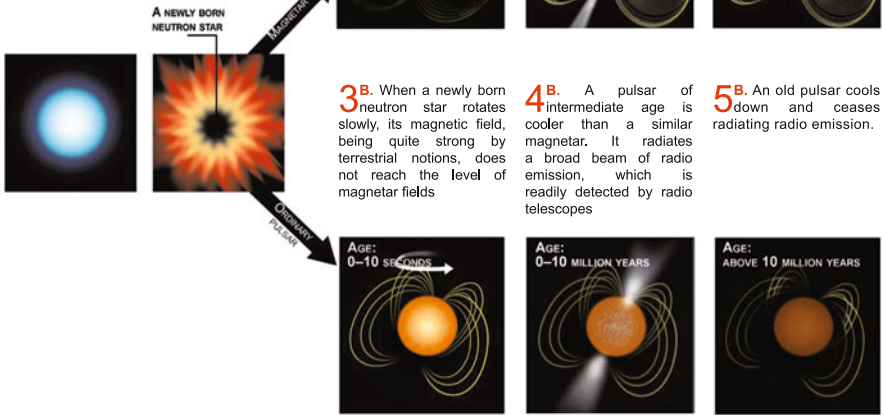 A NEWLY BORN
NEUTRON STAR
MAGNETAR
3B. When a newly born
neutron star rotates
slowly, its magnetic field,
being quite strong by
terrestrial notions, does
not reach the level of
magnetar fields
4B. A pulsar of
intermediate age is
cooler than a similar
magnetar. It radiates
a broad beam of radio
emission, which is
readily detected by radio
telescopes
5B. An old pulsar cools
down and ceases
radiating radio emission.
ORDINARY
PULSAR
AGE:
0–10 SECONDS
AGE:
0–10 MILLION YEARS
AGE:
ABOVE 10 MILLION YEARS